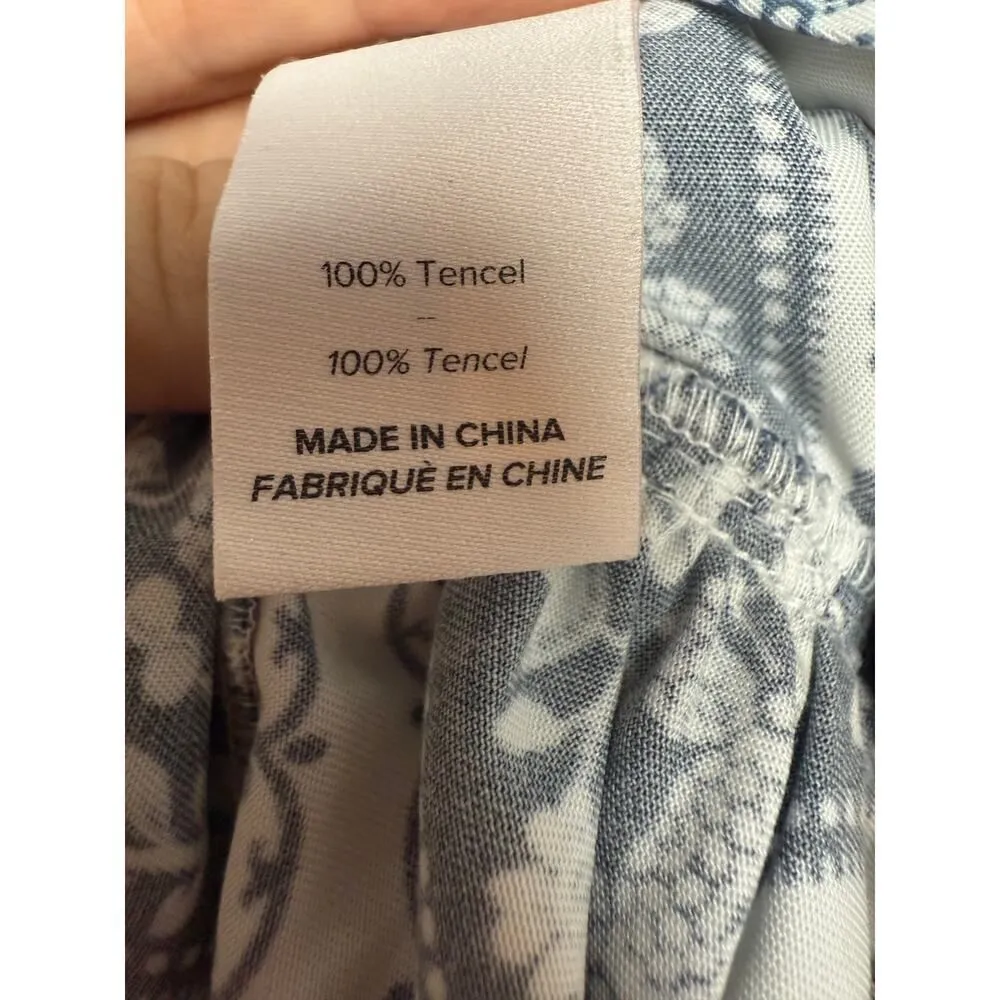 100% Tencel
--
100% Tencel
MADE IN CHINA
FABRIQUÈ EN CHINE